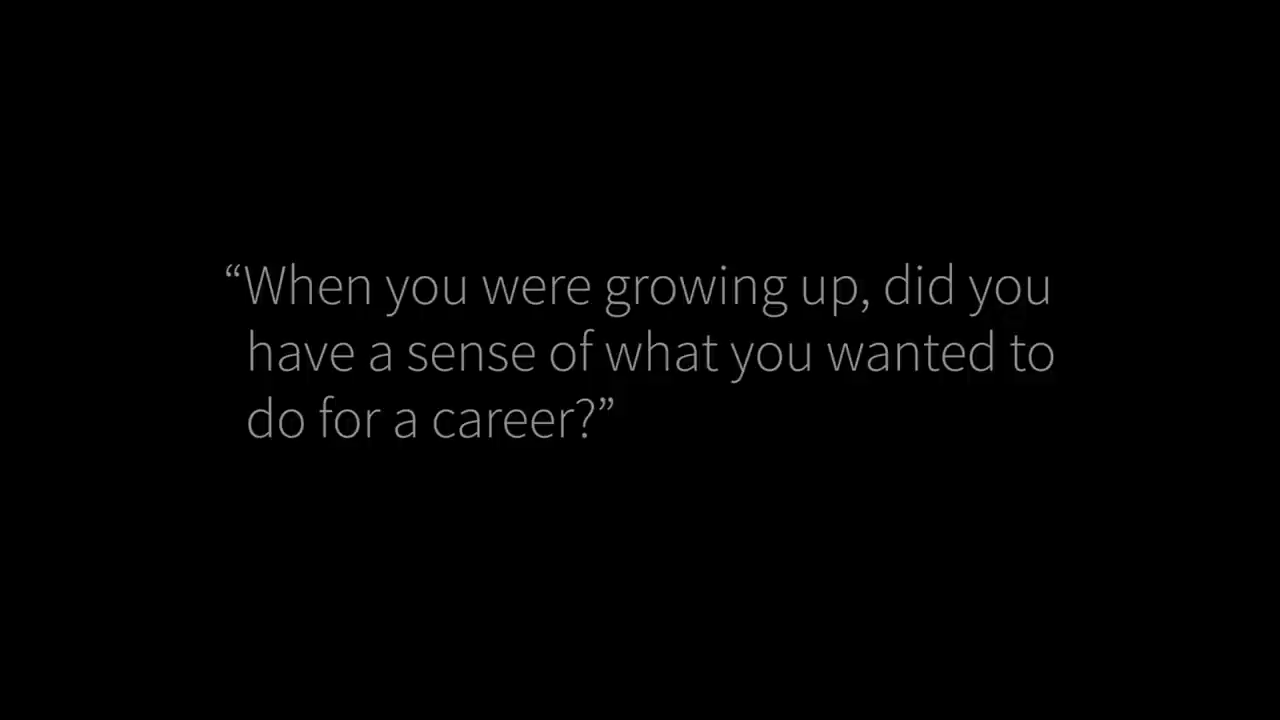 “When you were growing up, did you
have a sense of what you wanted to
do for a career?”